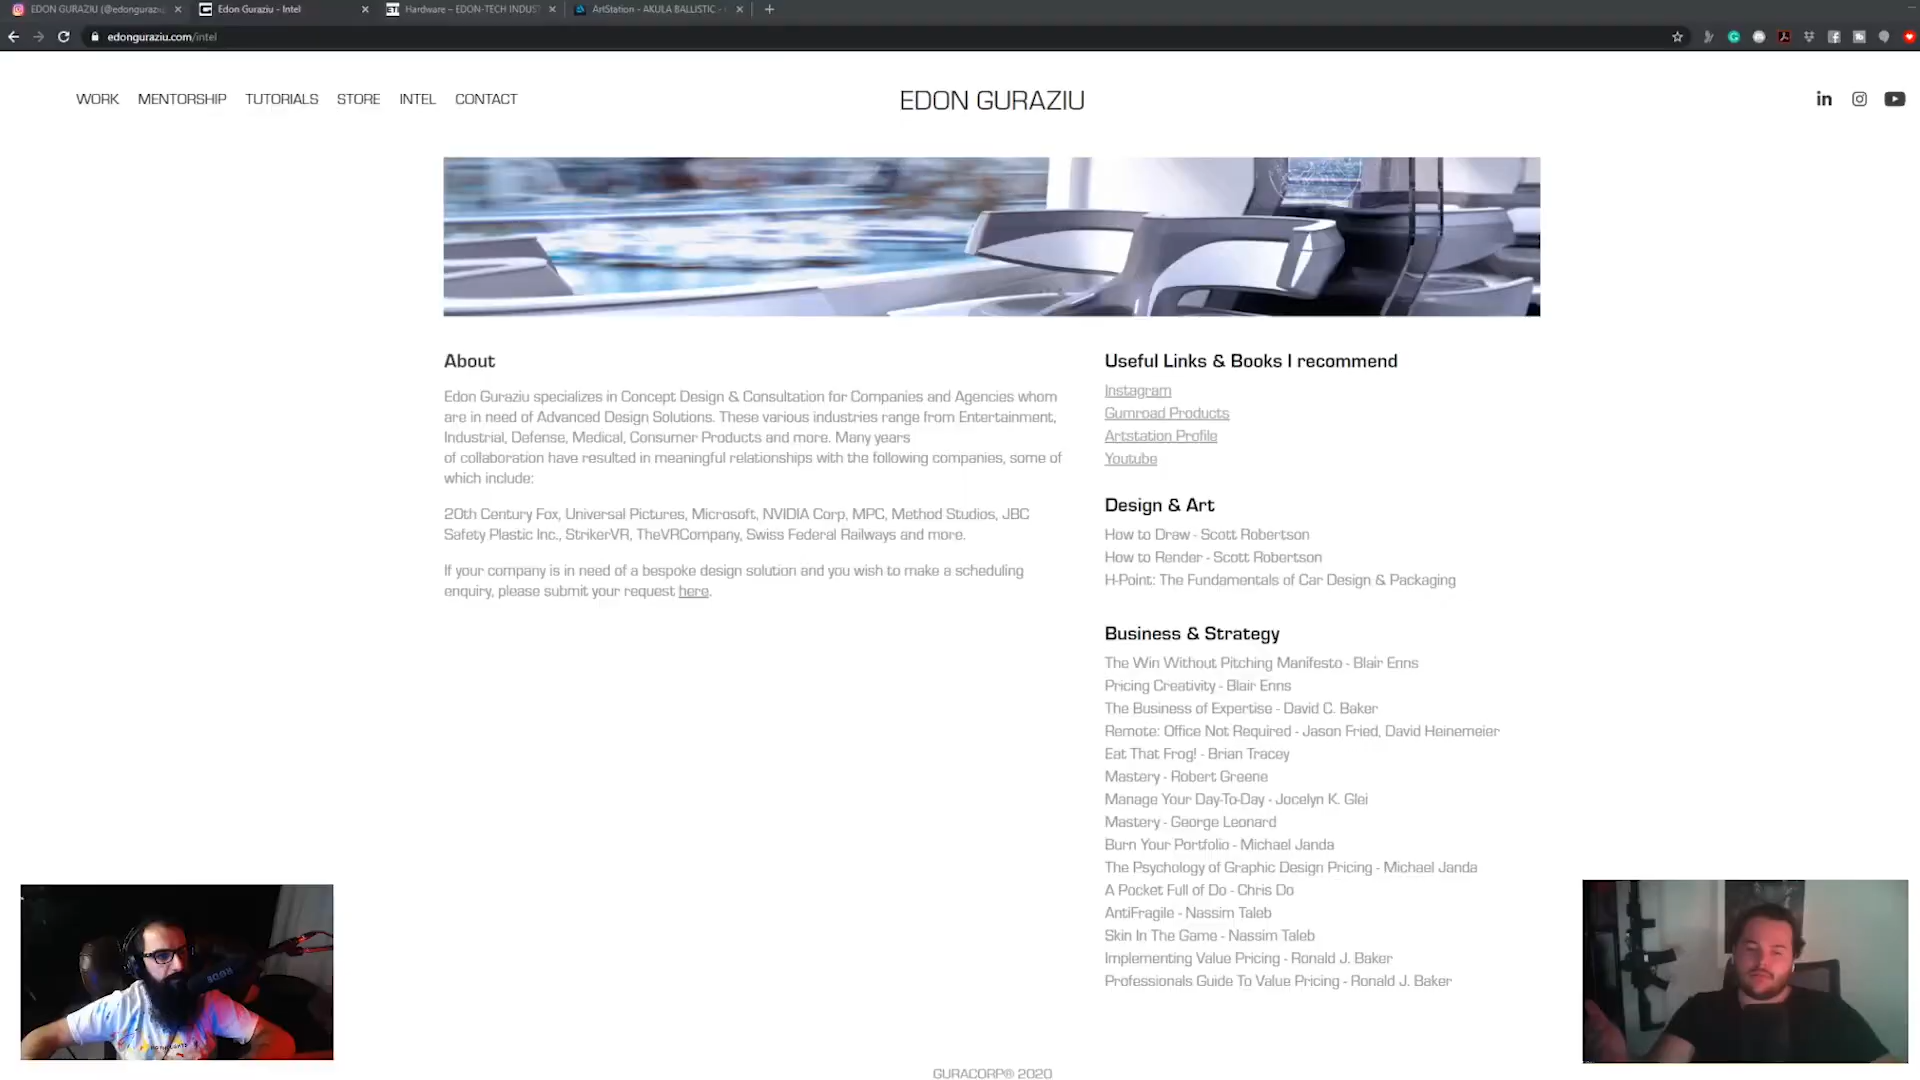 EDON GURAZIU (@edonguraziu
Edon Guraziu - Intel
Hardware – EDON-TECH INDUST
ArtStation - AKULA BALLISTIC -
edonguraziu.com/intel
WORK MENTORSHIP TUTORIALS STORE INTEL CONTACT
EDON GURAZIU
in
About
Edon Guraziu specializes in Concept Design & Consultation for Companies and Agencies whom
are in need of Advanced Design Solutions. These various industries range from Entertainment,
Industrial, Defense, Medical, Consumer Products and more. Many years
of collaboration have resulted in meaningful relationships with the following companies, some of
which include:
20th Century Fox, Universal Pictures, Microsoft, NVIDIA Corp, MPC, Method Studios, JBC
Safety Plastic Inc., StrikerVR, TheVRCompany, Swiss Federal Railways and more.
If your company is in need of a bespoke design solution and you wish to make a scheduling
enquiry, please submit your request here.
Useful Links & Books I recommend
Instagram
Gumroad Products
Artstation Profile
Youtube
Design & Art
How to Draw - Scott Robertson
How to Render - Scott Robertson
H-Point: The Fundamentals of Car Design & Packaging
Business & Strategy
The Win Without Pitching Manifesto - Blair Enns
Pricing Creativity - Blair Enns
The Business of Expertise - David C. Baker
Remote: Office Not Required - Jason Fried, David Heinemeier
Eat That Frog! - Brian Tracey
Mastery - Robert Greene
Manage Your Day-To-Day - Jocelyn K. Glei
Mastery - George Leonard
Burn Your Portfolio - Michael Janda
The Psychology of Graphic Design Pricing - Michael Janda
A Pocket Full of Do - Chris Do
AntiFragile - Nassim Taleb
Skin In The Game - Nassim Taleb
Implementing Value Pricing - Ronald J. Baker
Professionals Guide To Value Pricing - Ronald J. Baker
RODE
GURACORP® 2020